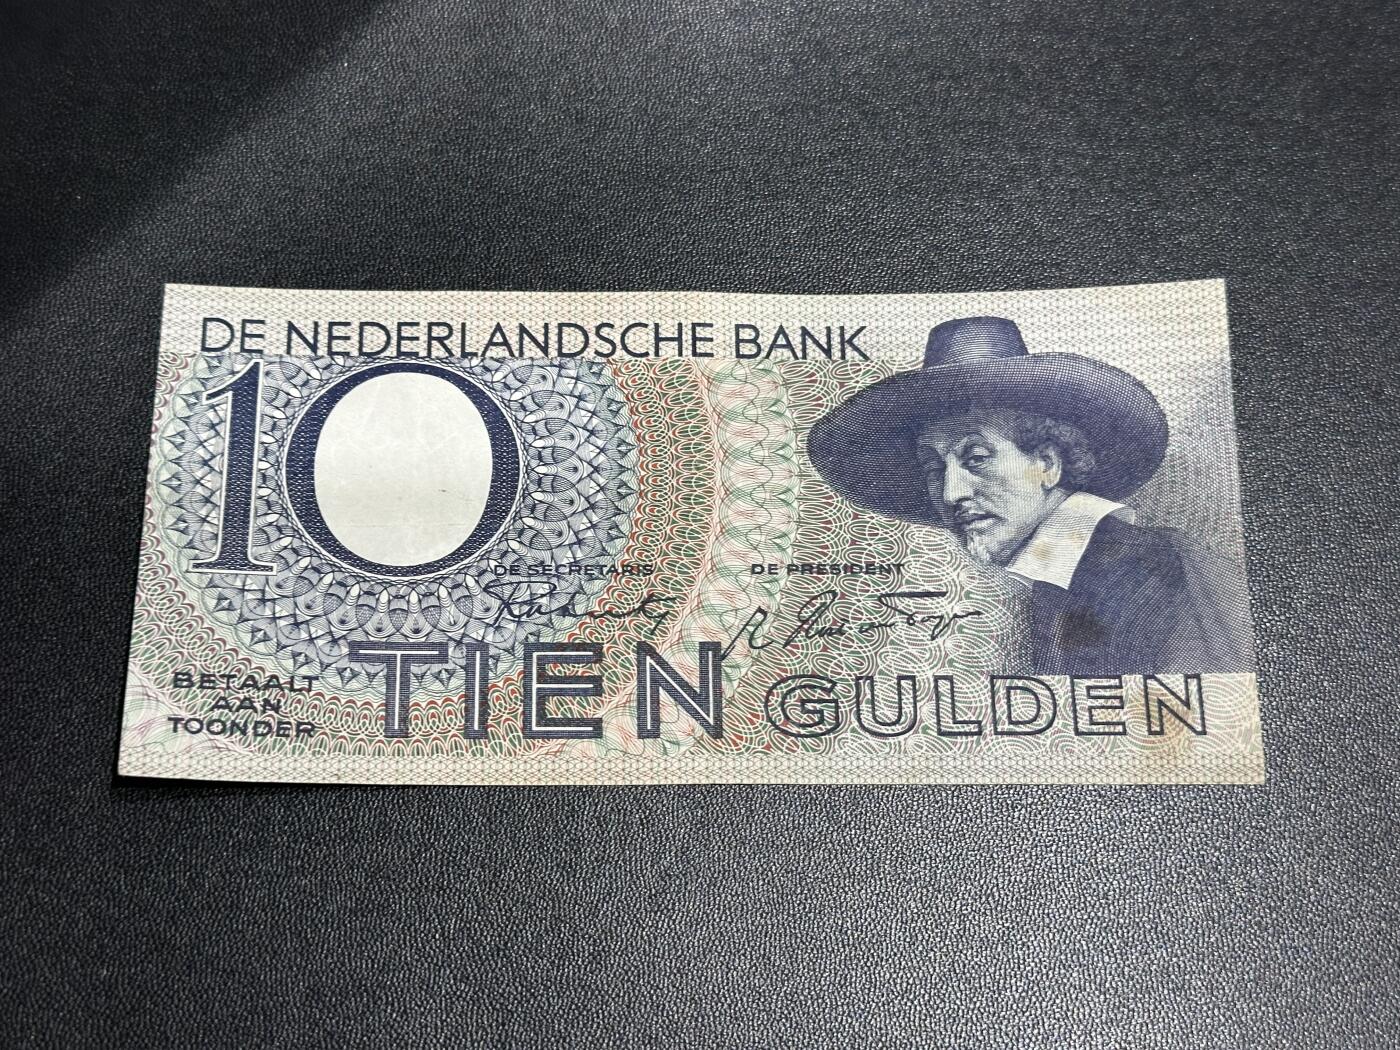 DE NEDERLANDSCHE BANK
10
DE SECRETARIS
DE PRESIDENT
BETAALT
AAN
TOONDER
TIEN GULDEN